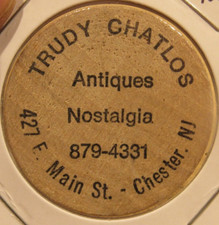 TRUDY GHATLOS
Antiques
Nostalgia
879-4331
427 E. Main St. - Chester, NJ